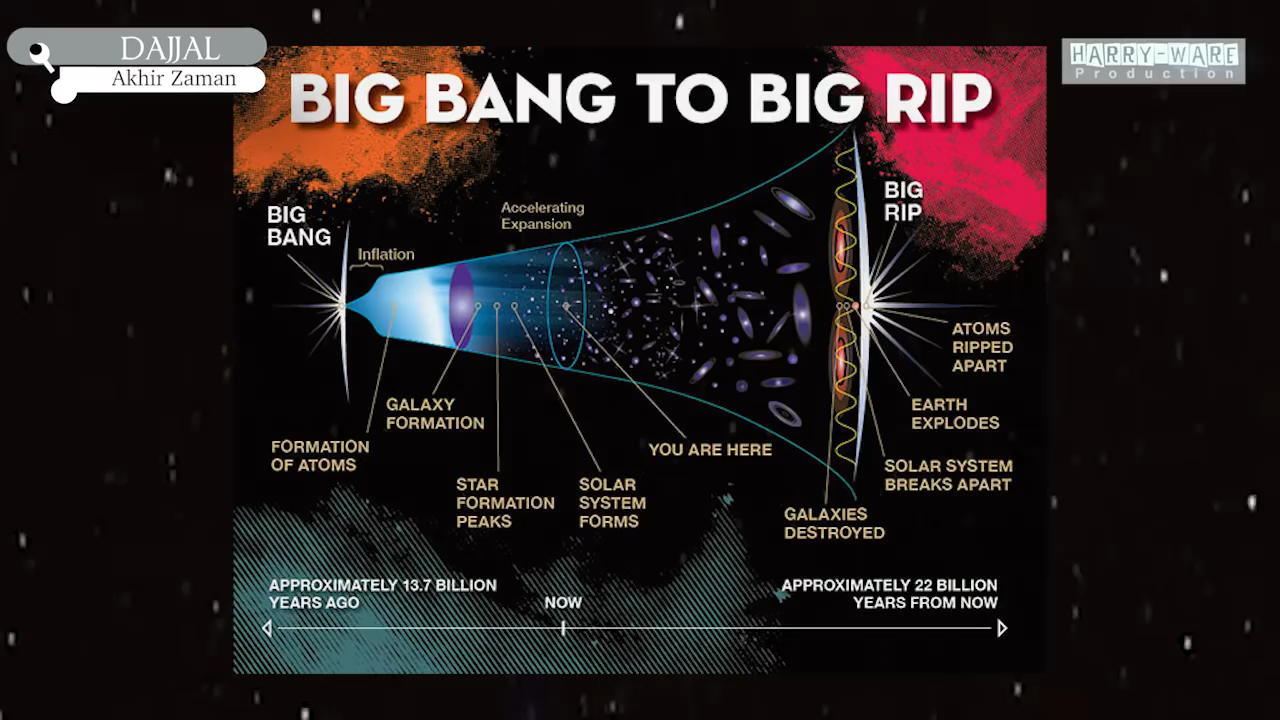 DAJJAL
Akhir Zaman
HARRY-WARE
Production
BIG BANG TO BIG RIP
BIG
BANG
Inflation
Accelerating
Expansion
BIG
RIP
ATOMS
RIPPED
APART
EARTH
EXPLODES
SOLAR SYSTEM
BREAKS APART
GALAXIES
DESTROYED
YOU ARE HERE
SOLAR
SYSTEM
FORMS
STAR
FORMATION
PEAKS
GALAXY
FORMATION
FORMATION
OF ATOMS
APPROXIMATELY 13.7 BILLION
YEARS AGO
NOW
APPROXIMATELY 22 BILLION
YEARS FROM NOW